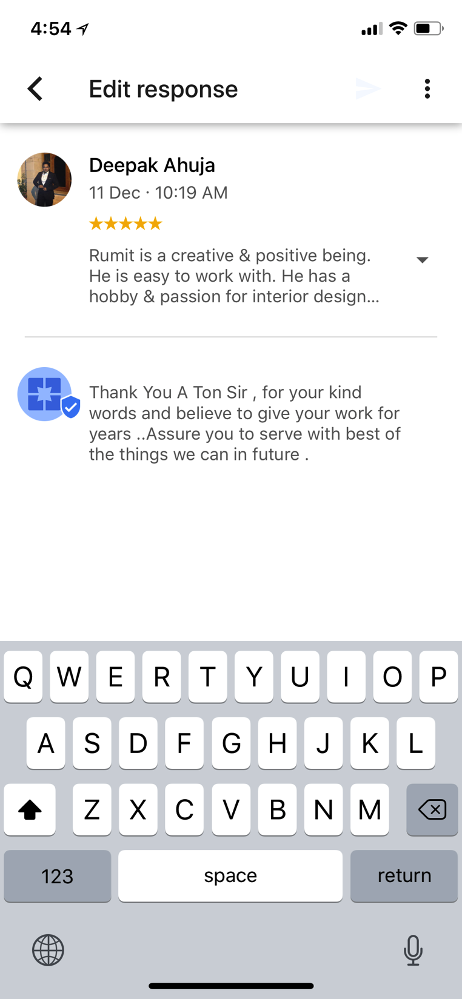 4:54
Edit response
Deepak Ahuja
11 Dec · 10:19 AM
Rumit is a creative & positive being.
He is easy to work with. He has a
hobby & passion for interior design...
Thank You A Ton Sir , for your kind
words and believe to give your work for
years ..Assure you to serve with best of
the things we can in future .
Q W E R T Y U I O P
A S D F G H J K L
Z X C V B N M
123 space return